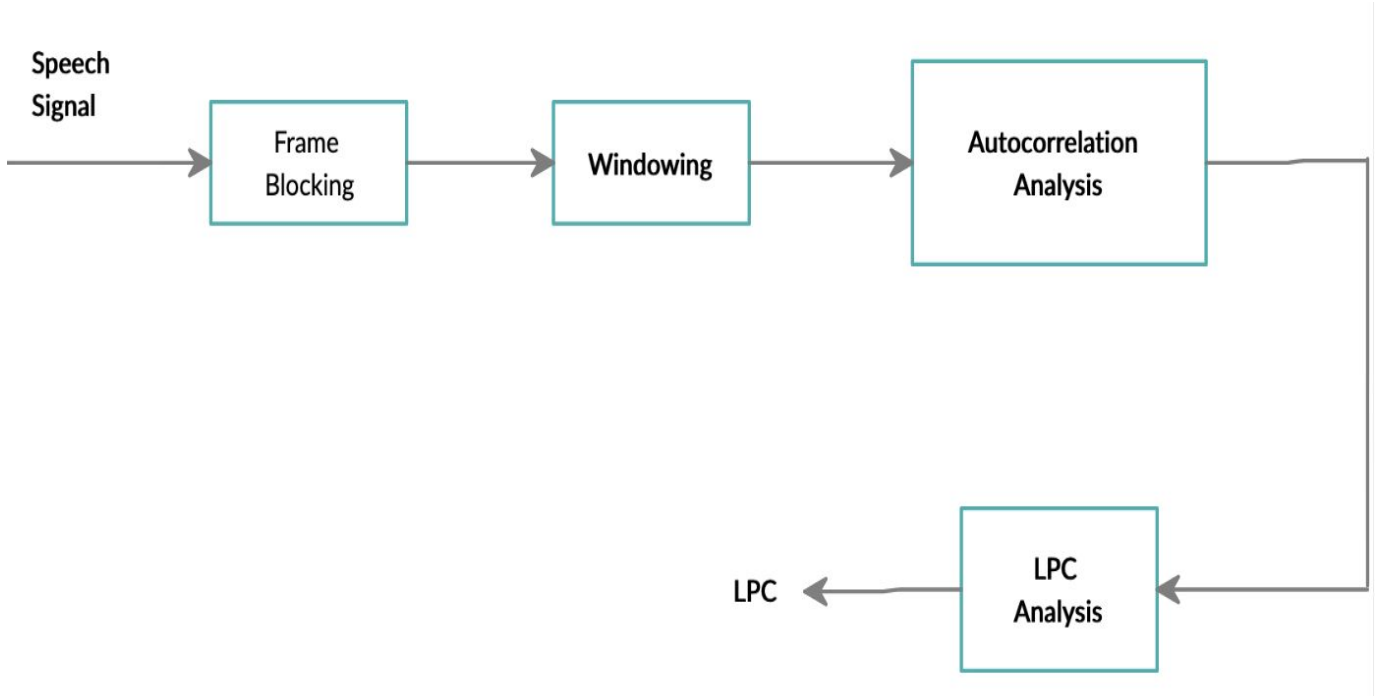 Speech
Signal
Frame
Blocking
Windowing
Autocorrelation
Analysis
LPC
Analysis
LPC